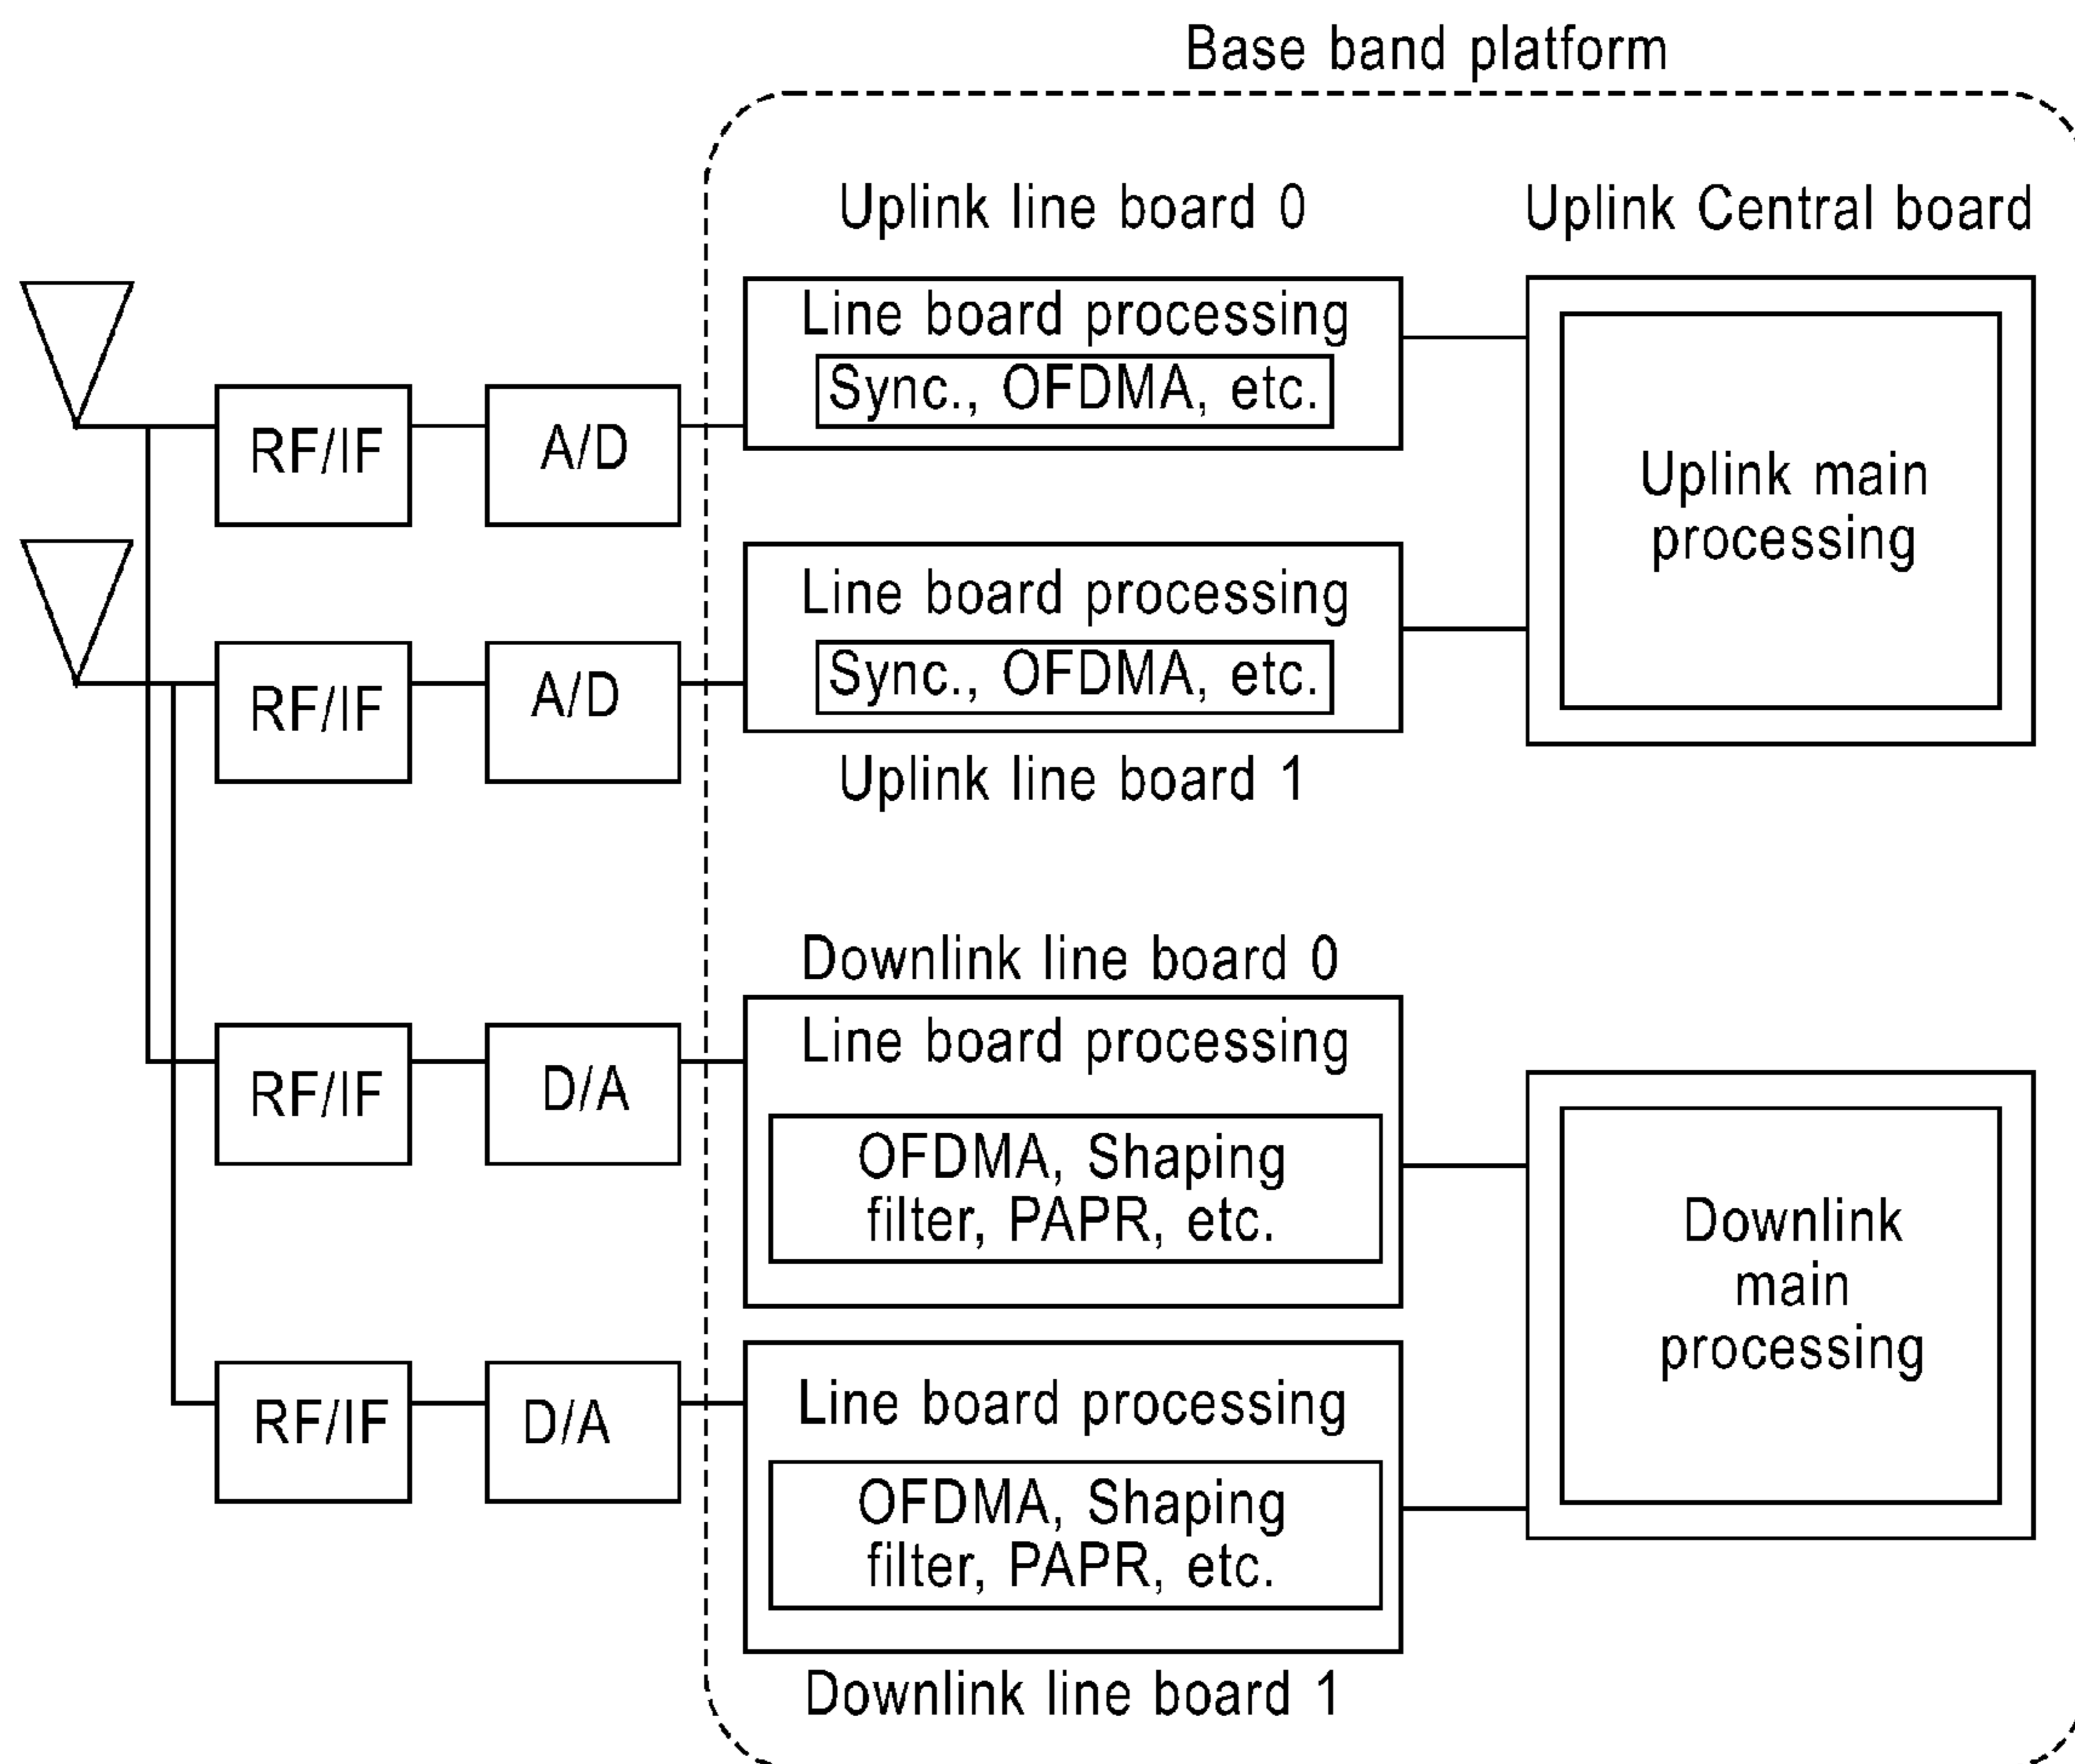 Base band platform
Uplink line board 0
Uplink Central board
Line board processing
Sync., OFDMA, etc.
RF/IF
A/D
Uplink main
processing
Line board processing
Sync., OFDMA, etc.
RF/IF
A/D
Uplink line board 1
Downlink line board 0
Line board processing
RF/IF
D/A
OFDMA, Shaping
filter, PAPR, etc.
Downlink
main
processing
Line board processing
RF/IF
D/A
OFDMA, Shaping
filter, PAPR, etc.
Downlink line board 1